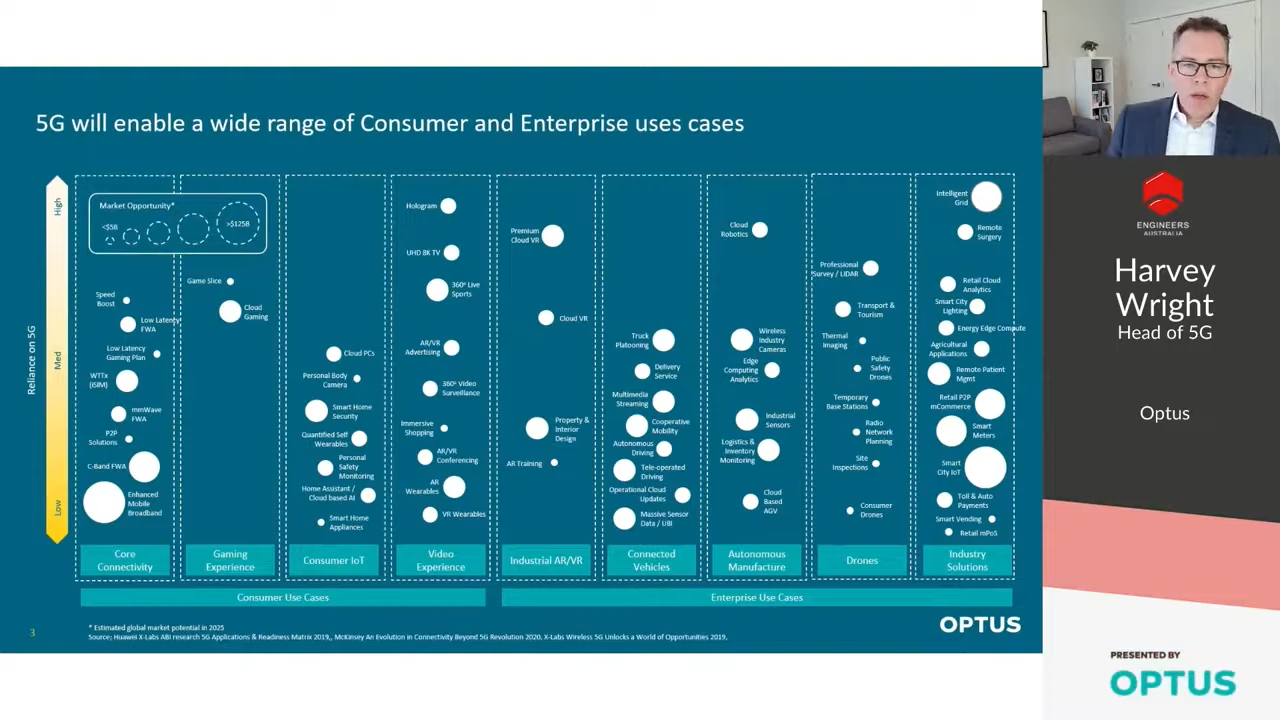 5G will enable a wide range of Consumer and Enterprise uses cases
Reliance on 5G
High
Med
Low
Market Opportunity*
<$5B
>$125B
Speed
Boost
Low Latency
FWA
Low Latency
Gaming Plan
WTTx
(iSIM)
mmWave
FWA
P2P
Solutions
C-Band FWA
Enhanced
Mobile
Broadband
Core
Connectivity
Game Slice
Cloud
Gaming
Gaming
Experience
Cloud PCs
Personal Body
Camera
Smart Home
Security
Quantified Self
Wearables
Personal
Safety
Monitoring
Home Assistant /
Cloud based AI
Smart Home
Appliances
Consumer IoT
Hologram
UHD 8K TV
360° Live
Sports
AR/VR
Advertising
360° Video
Surveillance
Immersive
Shopping
AR/VR
Conferencing
AR
Wearables
VR Wearables
Video
Experience
Premium
Cloud VR
Cloud VR
Property &
Interior
Design
AR Training
Industrial AR/VR
Truck
Platooning
Delivery
Service
Multimedia
Streaming
Cooperative
Mobility
Autonomous
Driving
Tele-operated
Driving
Operational Cloud
Updates
Massive Sensor
Data / UBI
Connected
Vehicles
Cloud
Robotics
Wireless
Industry
Cameras
Edge
Computing
Analytics
Industrial
Sensors
Logistics &
Inventory
Monitoring
Cloud
Based
AGV
Autonomous
Manufacture
Professional
Survey / LIDAR
Transport &
Tourism
Thermal
Imaging
Public
Safety
Drones
Temporary
Base Stations
Radio
Network
Planning
Site
Inspections
Consumer
Drones
Drones
Intelligent
Grid
Remote
Surgery
Retail Cloud
Analytics
Smart City
Lighting
Energy Edge Compute
Agricultural
Applications
Remote Patient
Mgmt
Retail P2P
mCommerce
Smart
Meters
Smart
City IoT
Toll & Auto
Payments
Smart Vending
Retail mPoS
Industry
Solutions
Consumer Use Cases
Enterprise Use Cases
* Estimated global market potential in 2025
Source; Huawei X-Labs ABI research 5G Applications & Readiness Matrix 2019,, McKinsey An Evolution in Connectivity Beyond 5G Revolution 2020, X-Labs Wireless 5G Unlocks a World of Opportunities 2019,
3
OPTUS
ENGINEERS
AUSTRALIA
Harvey
Wright
Head of 5G
Optus
PRESENTED BY
OPTUS